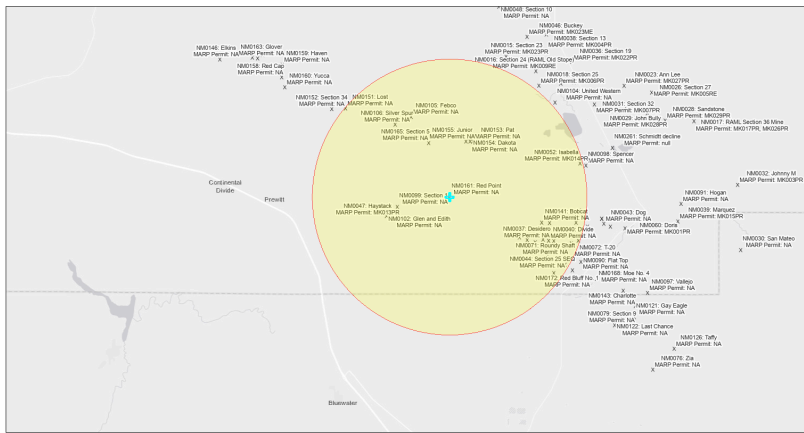 NM0048: Section 10
MARP Permit: NA
NM0046: Buckey
MARP Permit: MK023ME
NM0038: Section 13
MARP Permit: MK004PR
NM0015: Section 23
MARP Permit: MK023PR
NM0036: Section 19
MARP Permit: MK022PR
NM0016: Section 24 (RAML Old Stope)
MARP Permit: MK009RE
NM0146: Elkins
MARP Permit: NA
NM0163: Glover
MARP Permit: NA
NM0159: Haven
MARP Permit: NA
NM0158: Red Cap
MARP Permit: NA
NM0160: Yucca
MARP Permit: NA
NM0018: Section 25
MARP Permit: MK006PR
NM0023: Ann Lee
MARP Permit: MK027PR
NM0026: Section 27
MARP Permit: MK005RE
NM0104: United Western
MARP Permit: NA
NM0152: Section 34
MARP Permit: NA
NM0151: Lost
MARP Permit: NA
NM0105: Febco
MARP Permit: NA
NM0106: Silver Spur
MARP Permit: NA
NM0031: Section 32
MARP Permit: MK007PR
NM0028: Sandstone
MARP Permit: MK029PR
NM0029: John Bully
MARP Permit: MK028PR
NM0017: RAML Section 36 Mine
MARP Permit: MK017PR, MK026PR
NM0165: Section 5
MARP Permit: NA
NM0155: Junior
MARP Permit: NA
NM0153: Pat
MARP Permit: NA
NM0154: Dakota
MARP Permit: NA
NM0261: Schmidt decline
MARP Permit: null
NM0052: Isabella
MARP Permit: MK014PR
NM0098: Spencer
MARP Permit: NA
NM0032: Johnny M
MARP Permit: MK003PR
Continental
Divide
Prewitt
NM0161: Red Point
MARP Permit: NA
NM0099: Section
MARP Permit: NA
NM0091: Hogan
MARP Permit: NA
NM0047: Haystack
MARP Permit: MK013PR
NM0102: Glen and Edith
MARP Permit: NA
NM0141: Bobcat
MARP Permit: NA
NM0043: Dog
MARP Permit: NA
NM0039: Marquez
MARP Permit: MK015PR
NM0037: Desidero
MARP Permit: NA
NM0040: Divide
MARP Permit: NA
NM0060: Doris
MARP Permit: MK001PR
NM0030: San Mateo
MARP Permit: NA
NM0071: Roundy Shaft
MARP Permit: NA
NM0072: T-20
MARP Permit: NA
NM0044: Section 25 SEQ
MARP Permit: NA
NM0090: Flat Top
MARP Permit: NA
NM0172: Red Bluff No. 1
MARP Permit: NA
NM0168: Moe No. 4
MARP Permit: NA
NM0097: Vallejo
MARP Permit: NA
NM0143: Charlotte
MARP Permit: NA
NM0121: Gay Eagle
MARP Permit: NA
NM0079: Section 9
MARP Permit: NA
NM0122: Last Chance
MARP Permit: NA
NM0126: Taffy
MARP Permit: NA
NM0076: Zia
MARP Permit: NA
Bluewater